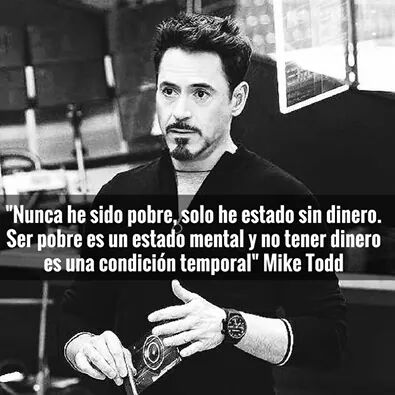 "Nunca he sido pobre, solo he estado sin dinero.
Ser pobre es un estado mental y no tener dinero
es una condición temporal" Mike Todd